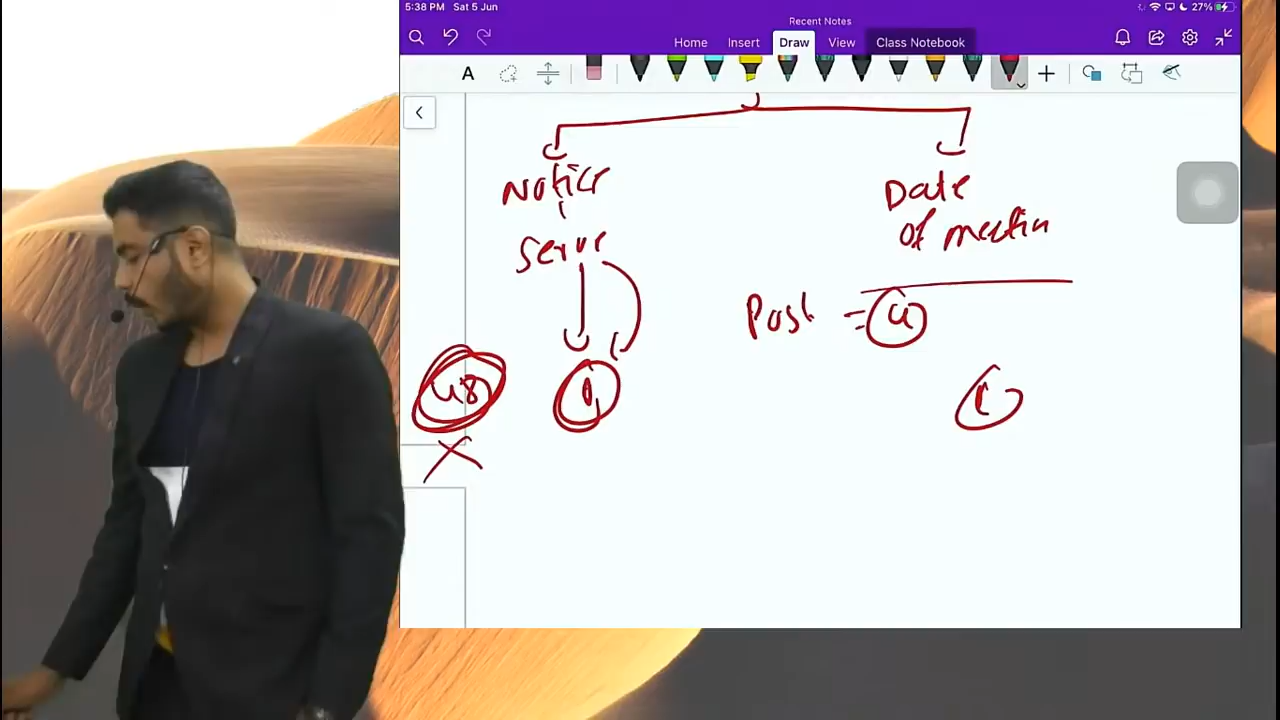 5:38 PM Sat 5 Jun
27%
Recent Notes
Home Insert Draw View Class Notebook
A
Notice
Date
of meetin
Serve
Post = 4
48
1
1